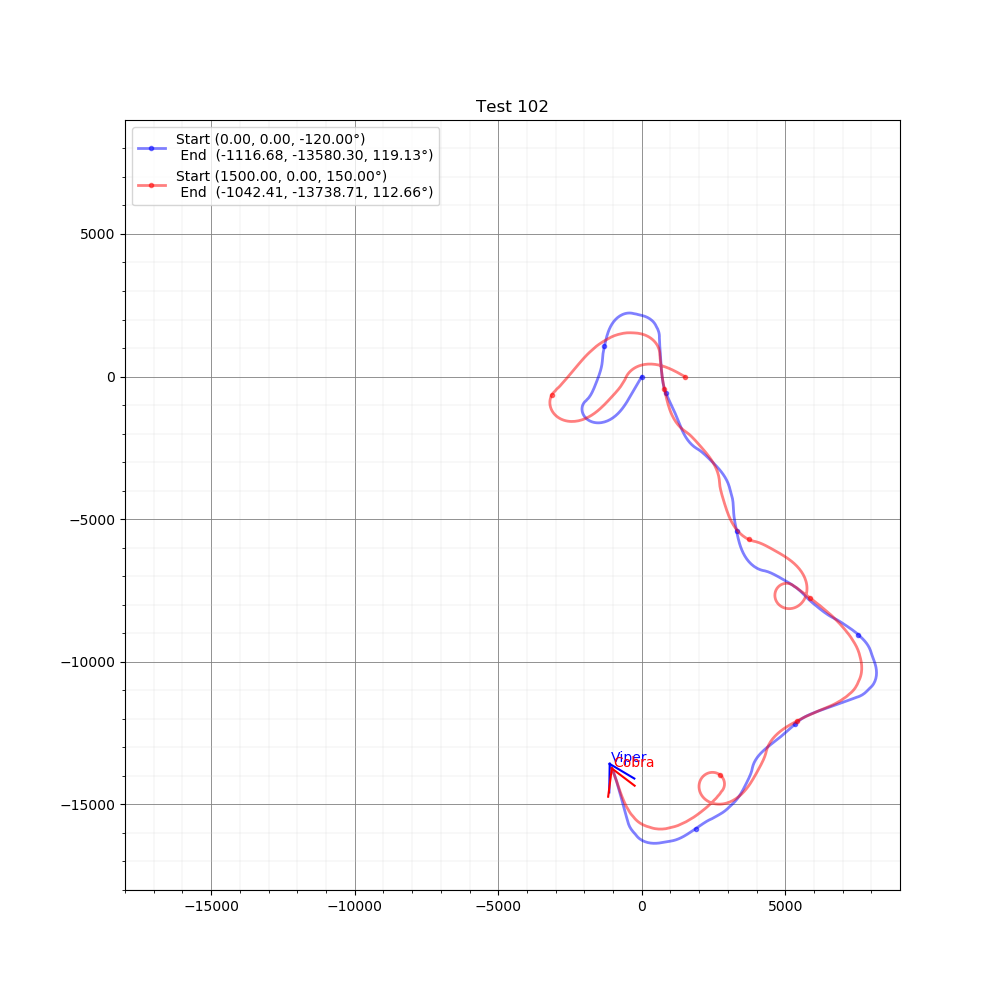 Test 102
Start (0.00, 0.00, -120.00°)
End (-1116.68, -13580.30, 119.13°)
Start (1500.00, 0.00, 150.00°)
End (-1042.41, -13738.71, 112.66°)
5000
0
−5000
−10000
−15000
Viper
Cobra
−15000 −10000 −5000 0 5000